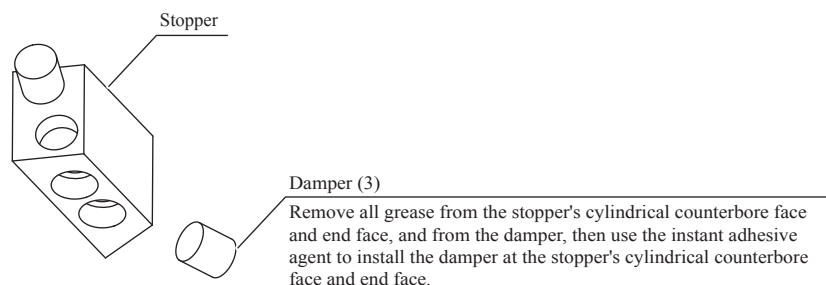 Stopper
Damper (3)
Remove all grease from the stopper's cylindrical counterbore face
and end face, and from the damper, then use the instant adhesive
agent to install the damper at the stopper's cylindrical counterbore
face and end face.